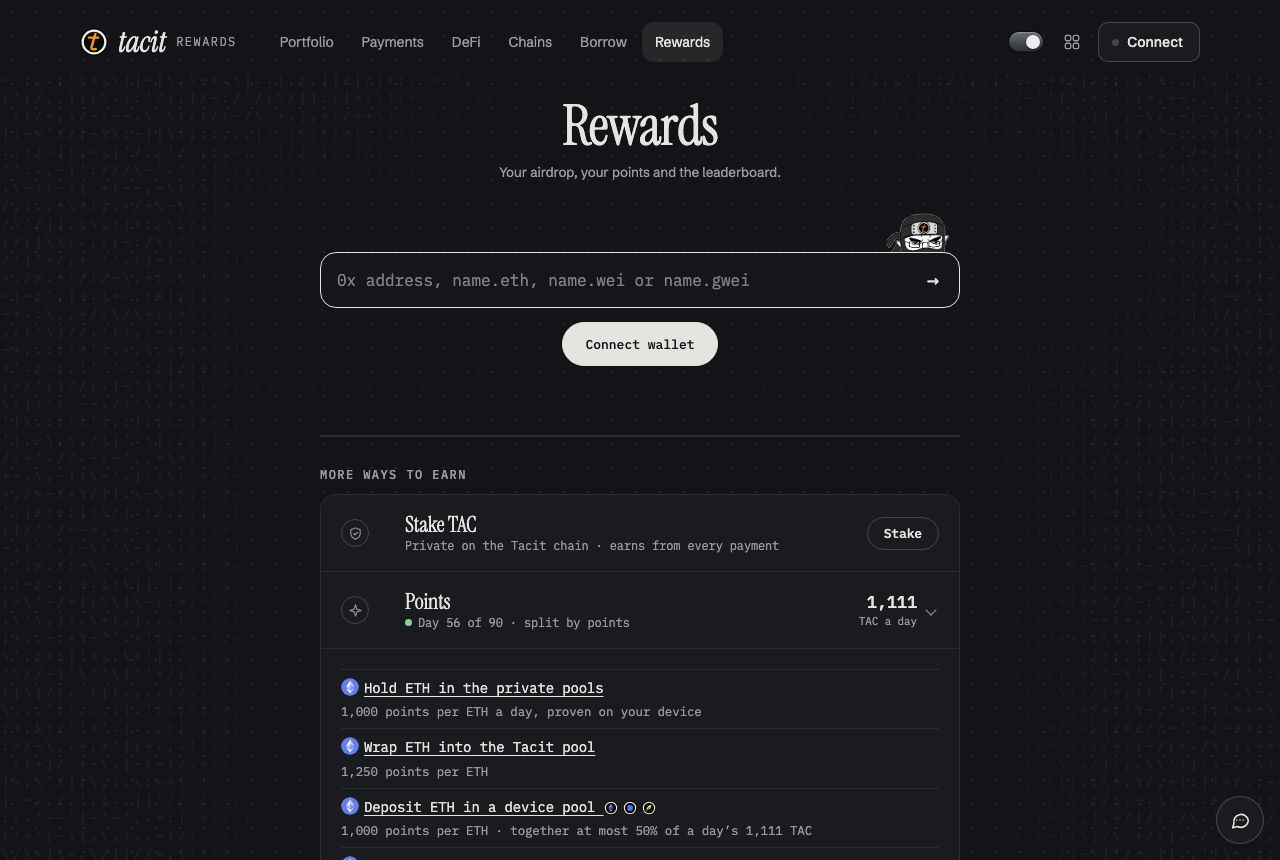 tacit REWARDS
Portfolio
Payments
DeFi
Chains
Borrow
Rewards
Connect
Rewards
Your airdrop, your points and the leaderboard.
0x address, name.eth, name.wei or name.gwei →
Connect wallet
MORE WAYS TO EARN
Stake TAC
Private on the Tacit chain · earns from every payment
Stake
Points
Day 56 of 90 · split by points
1,111
TAC a day
Hold ETH in the private pools
1,000 points per ETH a day, proven on your device
Wrap ETH into the Tacit pool
1,250 points per ETH
Deposit ETH in a device pool
1,000 points per ETH · together at most 50% of a day’s 1,111 TAC